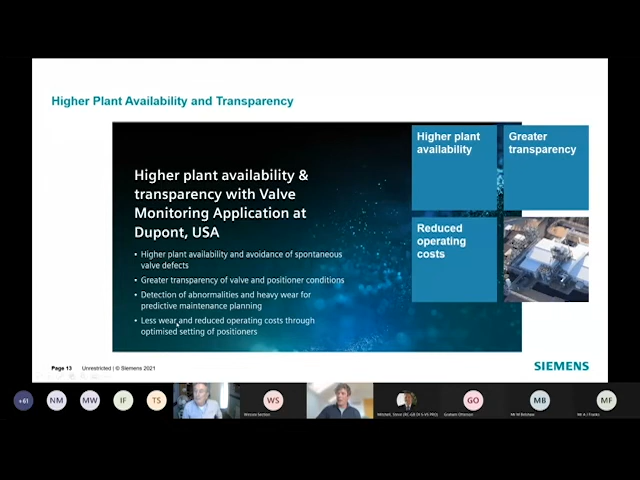 Higher Plant Availability and Transparency
Higher plant availability &
transparency with Valve
Monitoring Application at
Dupont, USA
• Higher plant availability and avoidance of spontaneous
valve defects
• Greater transparency of valve and positioner conditions
• Detection of abnormalities and heavy wear for
predictive maintenance planning
• Less wear and reduced operating costs through
optimised setting of positioners
Higher plant
availability
Greater
transparency
Reduced
operating
costs
Page 13 Unrestricted | © Siemens 2021
SIEMENS
+61 NM MW IF TS WS GO MB MF